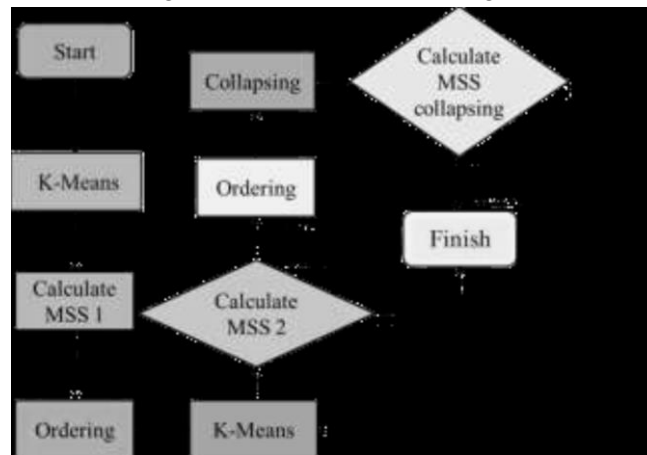 Start
K-Means
Calculate
MSS 1
Ordering
Collapsing
Ordering
Calculate
MSS 2
K-Means
Calculate
MSS
collapsing
Finish